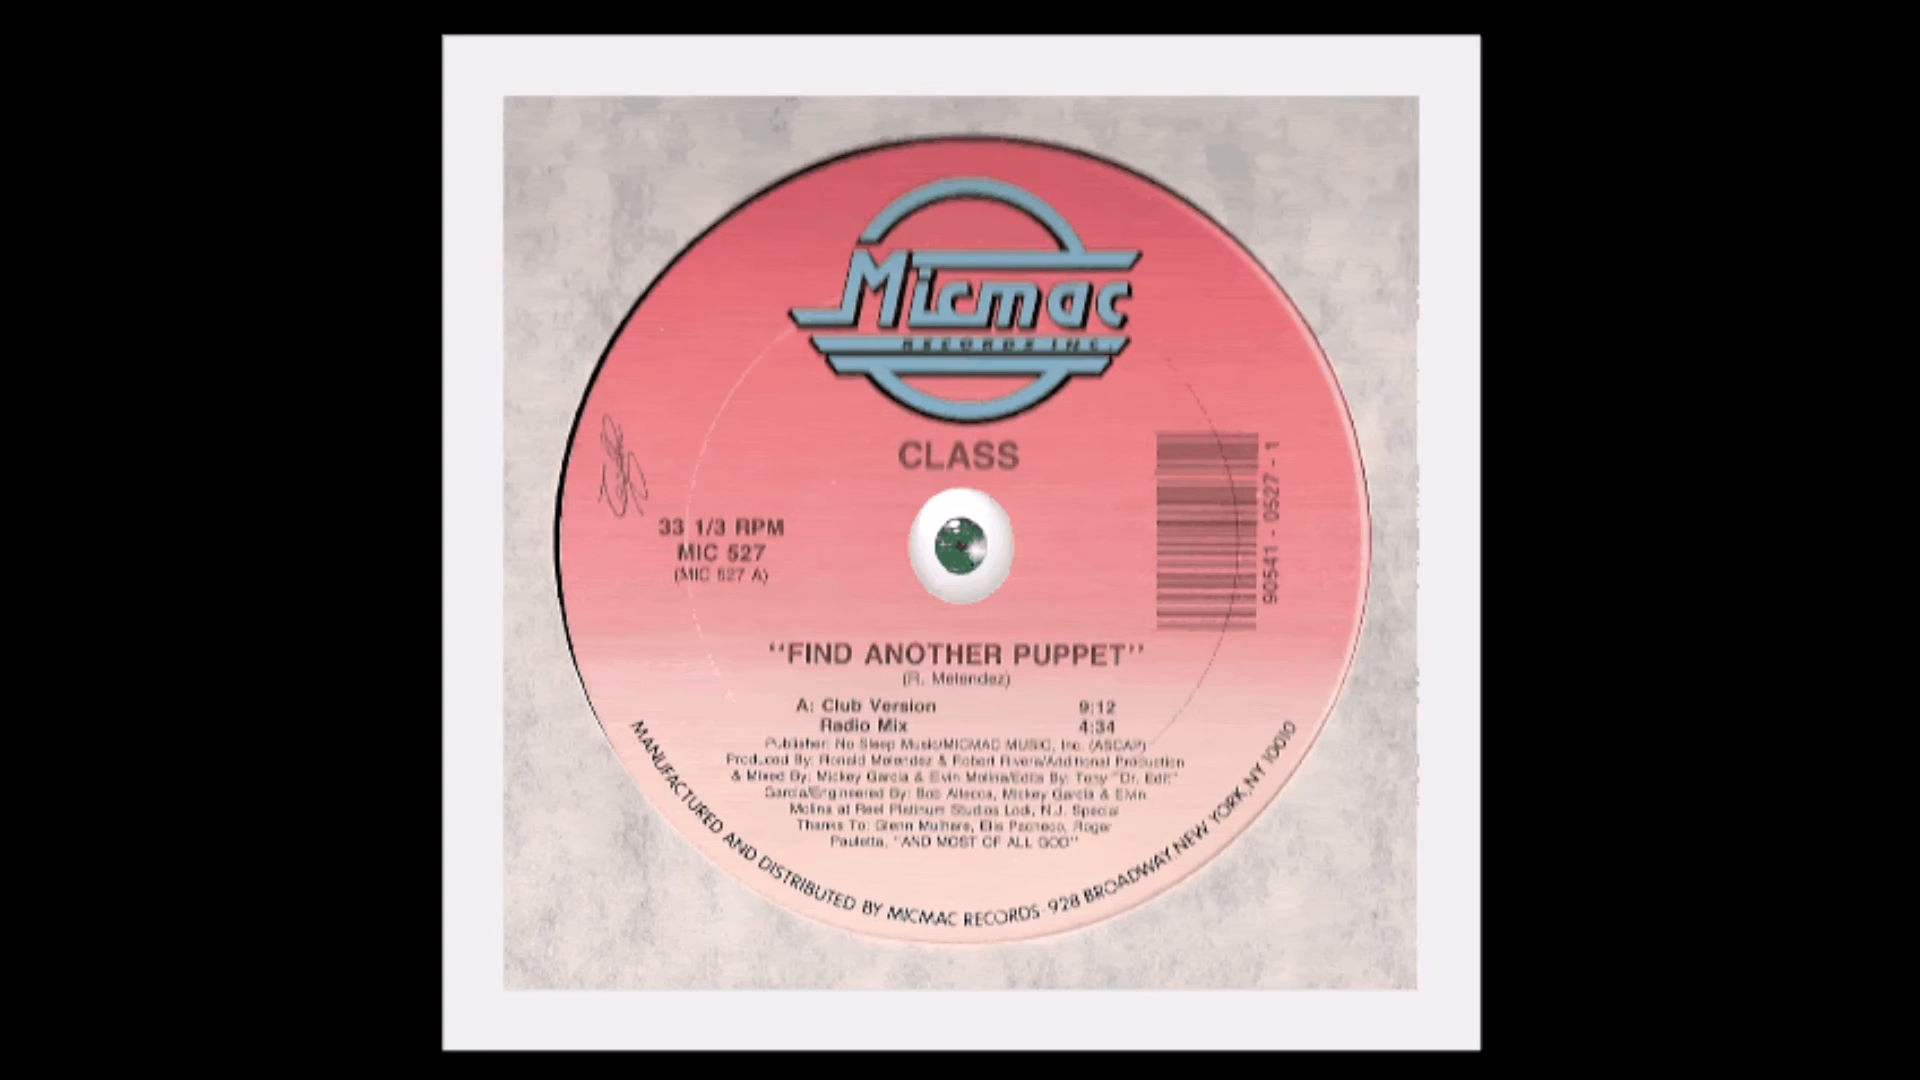 Micmac
RECORDS INC.
CLASS
33 1/3 RPM
MIC 527
(MIC 527 A)
90541 - 0527 - 1
“FIND ANOTHER PUPPET”
(R. Melendez)
A: Club Version 9:12
Radio Mix 4:34
Publisher: No Sleep Music/MICMAC MUSIC, Inc. (ASCAP)
Produced By: Ronald Melendez & Robert Rivera/Additional Production
& Mixed By: Mickey Garcia & Elvin Molina/Edits By: Tony "Dr. Edit"
Garcia/Engineered By: Bob Allecca, Mickey Garcia & Elvin
Molina at Reel Platinum Studios Lodi, N.J. Special
Thanks To: Glenn Mulhare, Elis Pacheco, Roger
Pauletta, "AND MOST OF ALL GOD"
MANUFACTURED AND DISTRIBUTED BY MICMAC RECORDS · 928 BROADWAY, NEW YORK, NY 10010